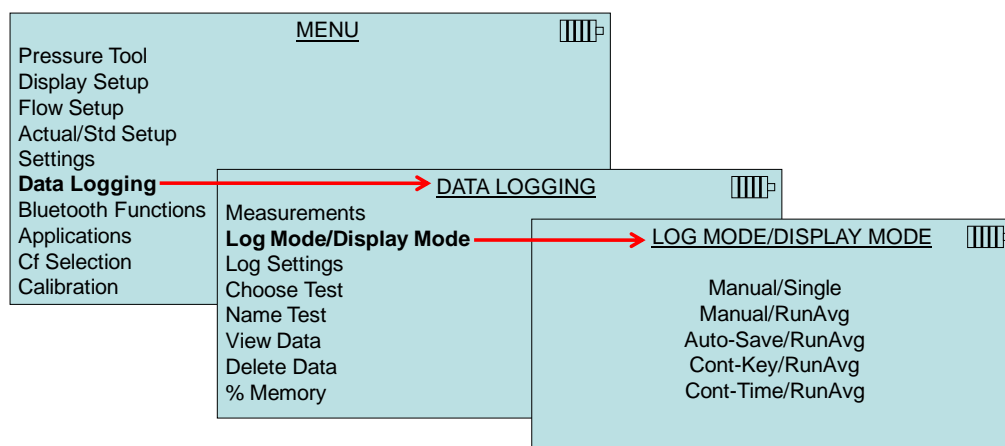 MENU
Pressure Tool
Display Setup
Flow Setup
Actual/Std Setup
Settings
Data Logging
Bluetooth Functions
Applications
Cf Selection
Calibration
DATA LOGGING
Measurements
Log Mode/Display Mode
Log Settings
Choose Test
Name Test
View Data
Delete Data
% Memory
LOG MODE/DISPLAY MODE
Manual/Single
Manual/RunAvg
Auto-Save/RunAvg
Cont-Key/RunAvg
Cont-Time/RunAvg